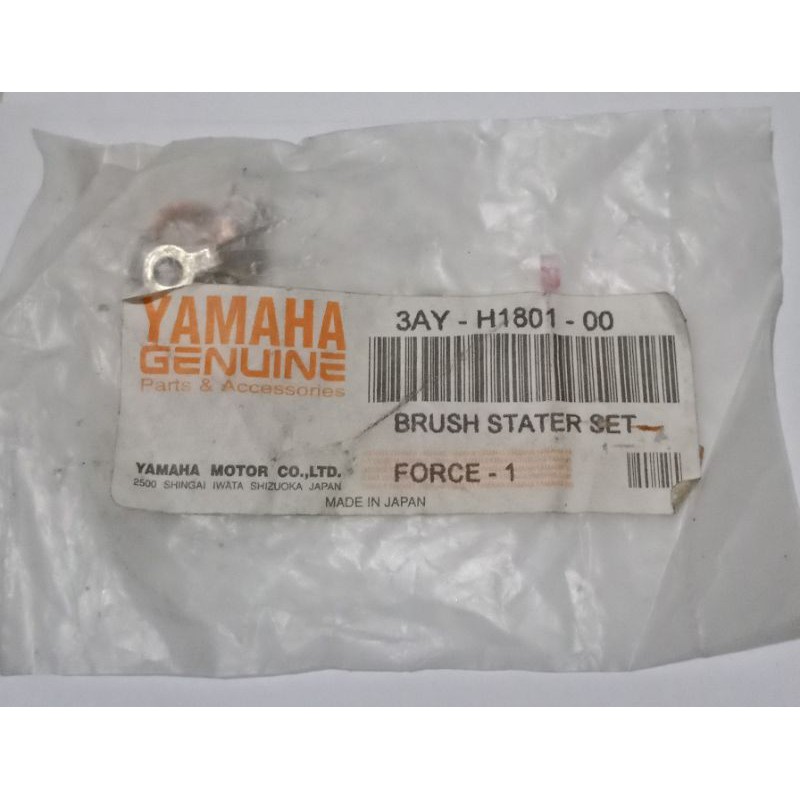 YAMAHA
GENUINE
Parts & Accessories
YAMAHA MOTOR CO.,LTD.
2500 SHINGAI IWATA SHIZUOKA JAPAN
3AY - H1801 - 00
BRUSH STATER SET
FORCE - 1
MADE IN JAPAN